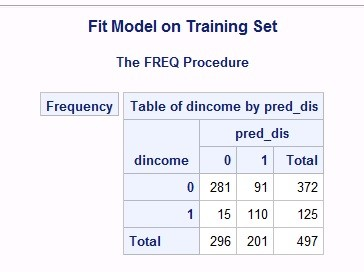 Fit Model on Training Set
The FREQ Procedure
Frequency
Table of dincome by pred_dis
pred_dis
dincome 0 1 Total
0 281 91 372
1 15 110 125
Total 296 201 497